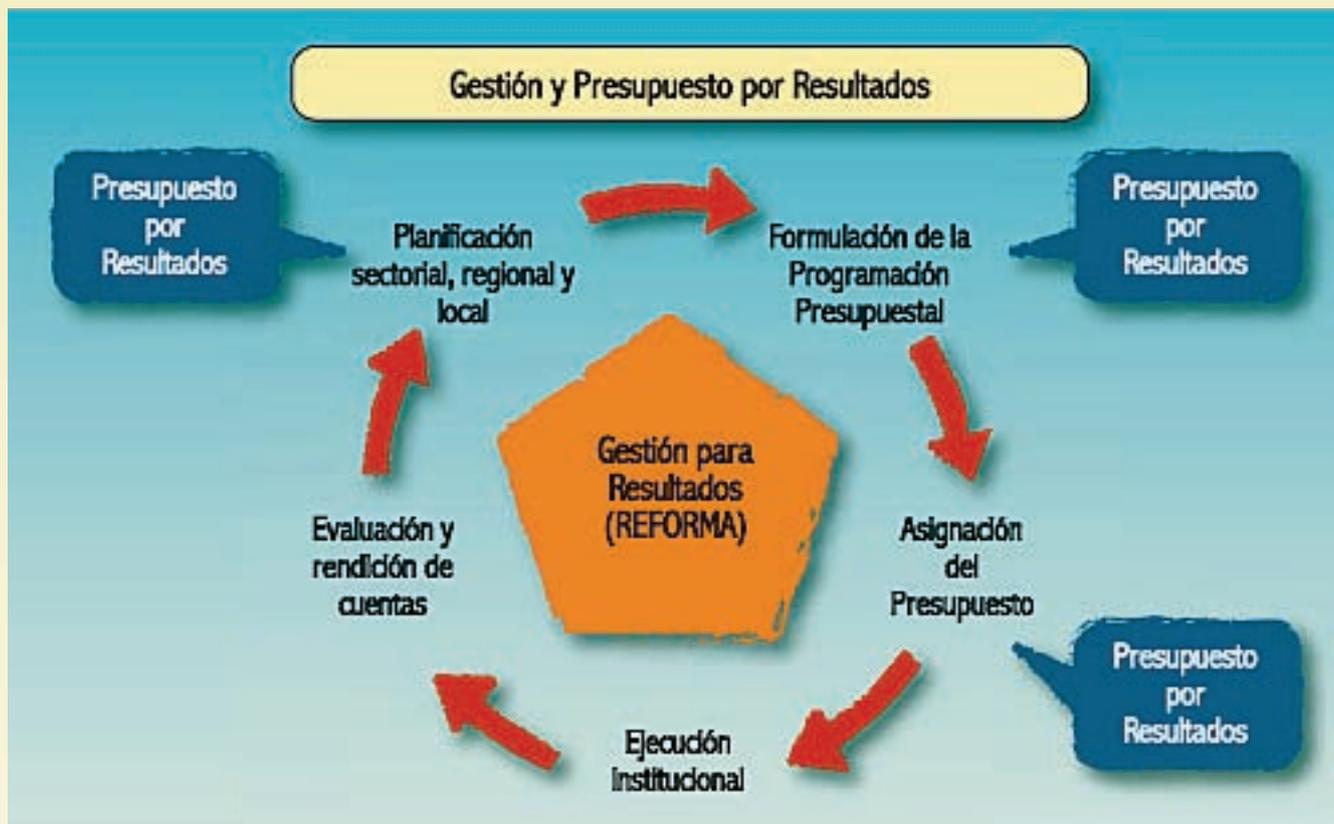 Gestión y Presupuesto por Resultados
Presupuesto
por
Resultados
Planificación
sectorial, regional y
local
Formulación de la
Programación
Presupuestal
Presupuesto
por
Resultados
Gestión para
Resultados
(REFORMA)
Evaluación y
rendición de
cuentas
Asignación
del
Presupuesto
Presupuesto
por
Resultados
Ejecución
institucional